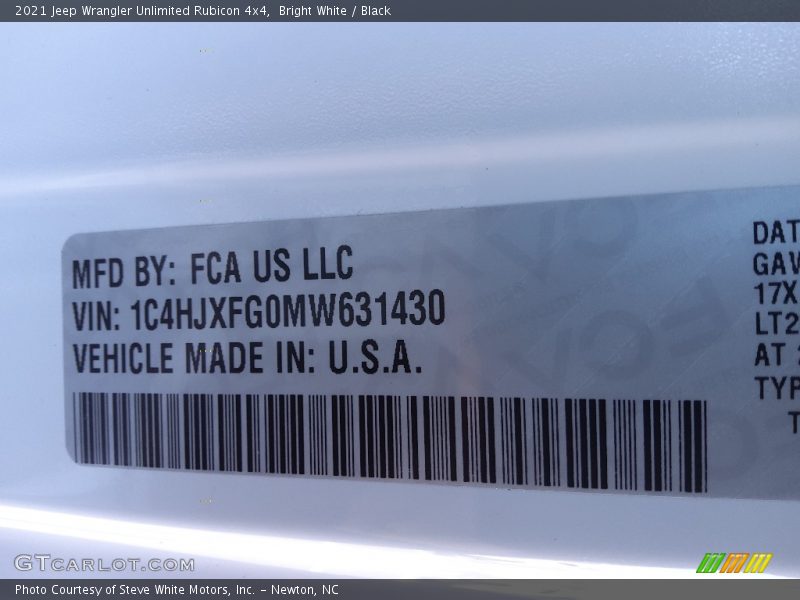 2021 Jeep Wrangler Unlimited Rubicon 4x4,  Bright White / Black
MFD BY: FCA US LLC
VIN: 1C4HJXFG0MW631430
VEHICLE MADE IN: U.S.A.
DAT
GAW
17X
LT2
AT
TYP
T
GTCARLOT.COM
Photo Courtesy of Steve White Motors, Inc. – Newton, NC